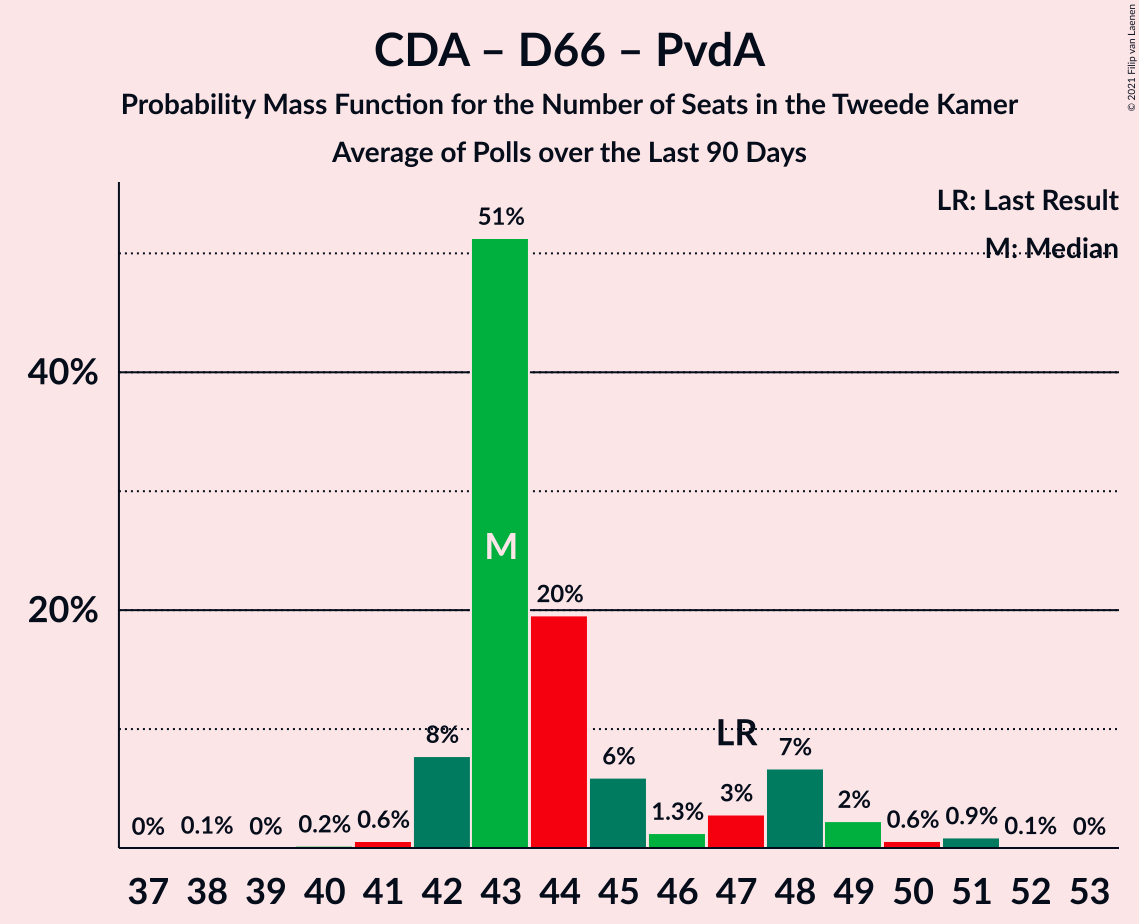 CDA – D66 – PvdA
Probability Mass Function for the Number of Seats in the Tweede Kamer
Average of Polls over the Last 90 Days
© 2021 Filip van Laenen
LR: Last Result
M: Median
40%
20%
0%
0.1%
0%
0.2%
0.6%
8%
51%
M
20%
6%
1.3%
LR
3%
7%
2%
0.6%
0.9%
0.1%
0%
37 38 39 40 41 42 43 44 45 46 47 48 49 50 51 52 53